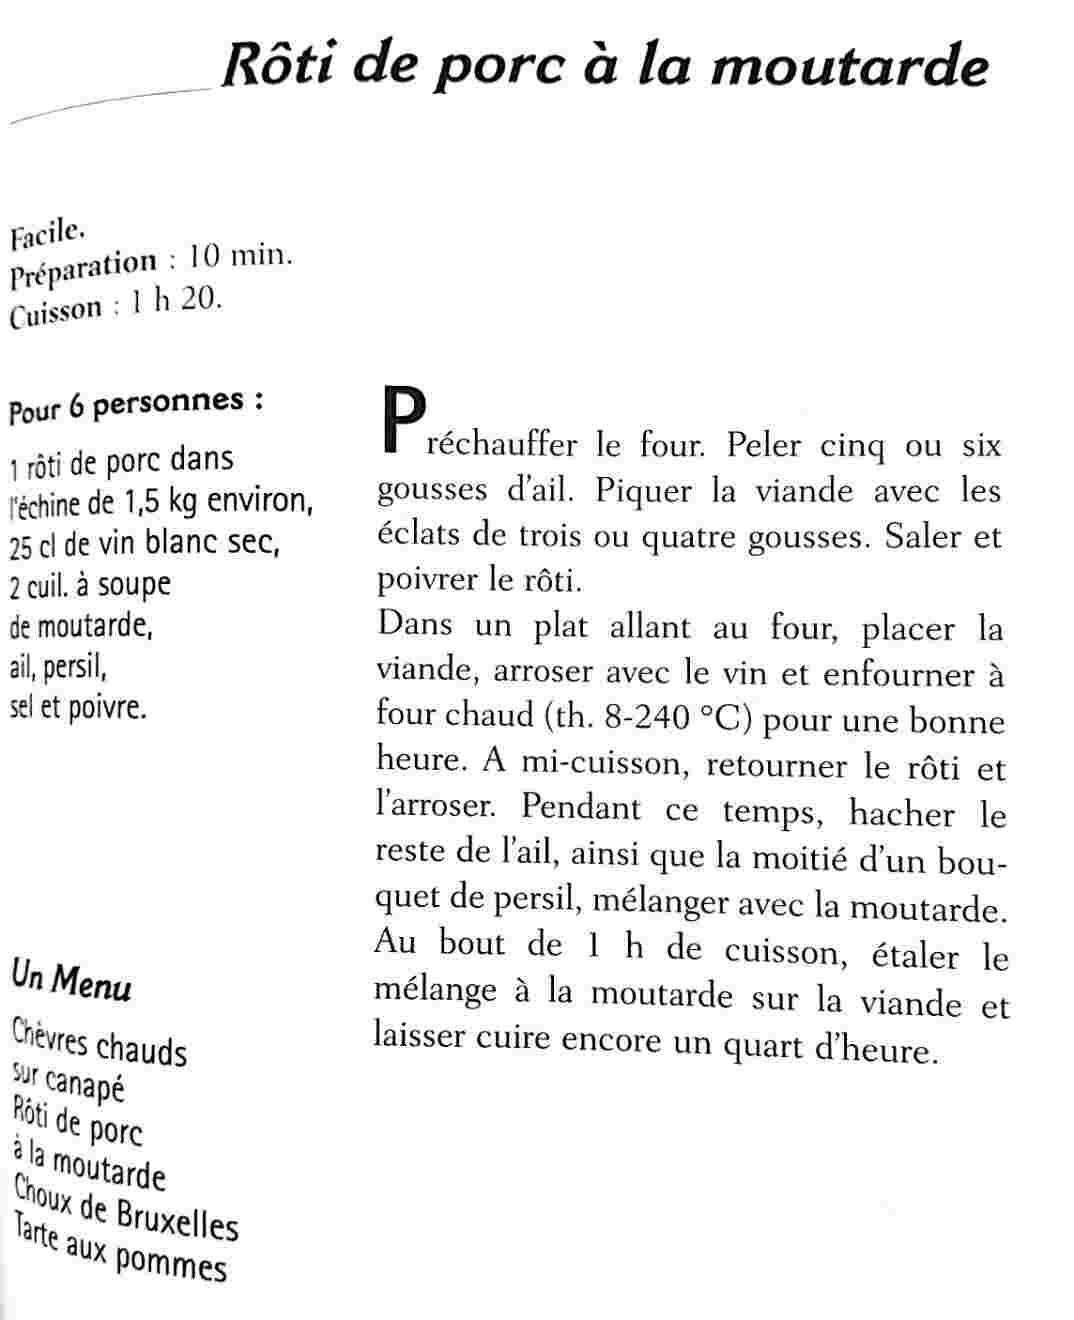 Rôti de porc à la moutarde
Facile.
Préparation : 10 min.
Cuisson : 1 h 20.
Pour 6 personnes :
1 rôti de porc dans
l'échine de 1,5 kg environ,
25 cl de vin blanc sec,
2 cuil. à soupe
de moutarde,
ail, persil,
sel et poivre.
Un Menu
Chèvres chauds
sur canapé
Rôti de porc
à la moutarde
Choux de Bruxelles
Tarte aux pommes
Préchauffer le four. Peler cinq ou six
gousses d'ail. Piquer la viande avec les
éclats de trois ou quatre gousses. Saler et
poivrer le rôti.
Dans un plat allant au four, placer la
viande, arroser avec le vin et enfourner à
four chaud (th. 8-240 °C) pour une bonne
heure. A mi-cuisson, retourner le rôti et
l'arroser. Pendant ce temps, hacher le
reste de l'ail, ainsi que la moitié d'un bou-
quet de persil, mélanger avec la moutarde.
Au bout de 1 h de cuisson, étaler le
mélange à la moutarde sur la viande et
laisser cuire encore un quart d'heure.